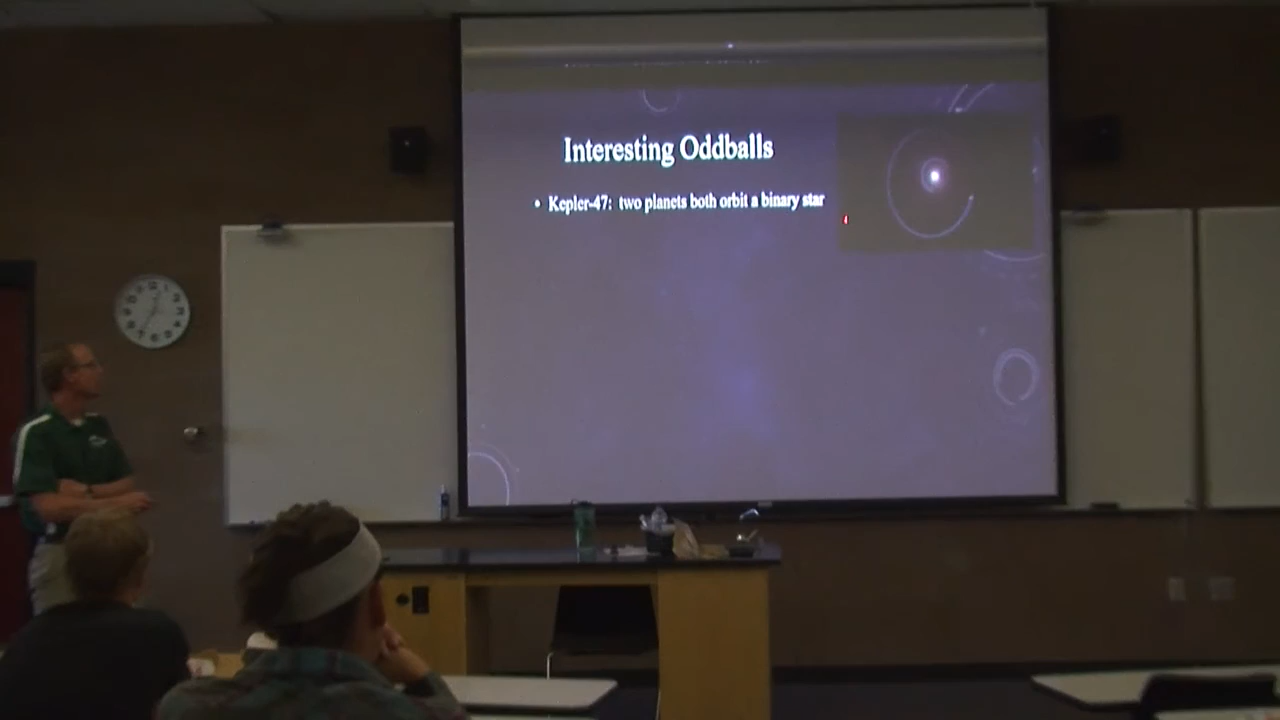 Interesting Oddballs
• Kepler-47: two planets both orbit a binary star